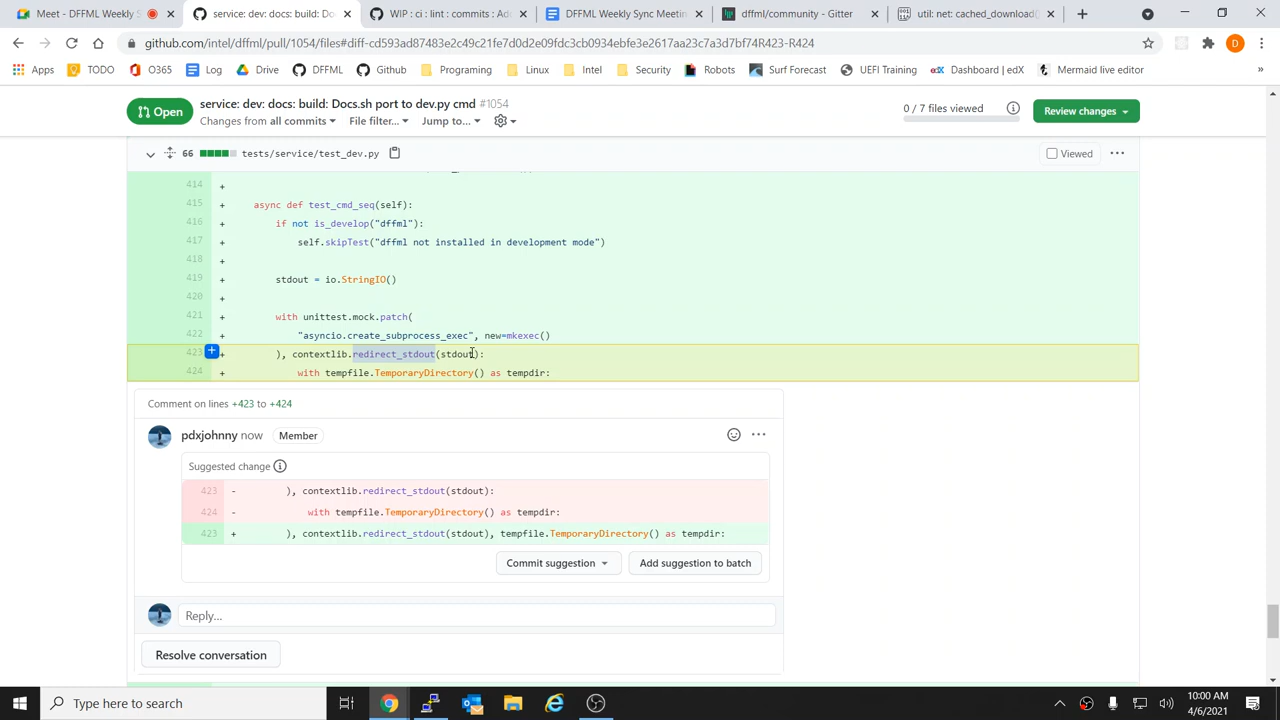 Meet - DFFML Weekly S
service: dev: docs: build: Do
WIP : ci : lint : commits : Ad
DFFML Weekly Sync Meetin
dffml/community - Gitter
util: net: cached_download(
github.com/intel/dffml/pull/1054/files#diff-cd593ad87483e2c49c91fe7d0d2e09fdc3cb0934ebfe3e2617aa23c7a3d7bf74R423-R424
D
Apps
TODO
O365
Log
Drive
DFFML
Github
Programing
Linux
Intel
Security
Robots
Surf Forecast
UEFI Training
Dashboard | edX
Mermaid live editor
»
Open
service: dev: docs: build: Docs.sh port to dev.py cmd #1054
Changes from all commits
File filter...
Jump to...
0 / 7 files viewed
Review changes
66
tests/service/test_dev.py
Viewed
414 +
415 + async def test_cmd_seq(self):
416 + if not is_develop("dffml"):
417 + self.skipTest("dffml not installed in development mode")
418 +
419 + stdout = io.StringIO()
420 +
421 + with unittest.mock.patch(
422 + "asyncio.create_subprocess_exec", new=mkexec()
423 + ), contextlib.redirect_stdout(stdout):
424 + with tempfile.TemporaryDirectory() as tempdir:
Comment on lines +423 to +424
pdxjohnny now Member
Suggested change
423 - ), contextlib.redirect_stdout(stdout):
424 - with tempfile.TemporaryDirectory() as tempdir:
423 + ), contextlib.redirect_stdout(stdout), tempfile.TemporaryDirectory() as tempdir:
Commit suggestion
Add suggestion to batch
Reply...
Resolve conversation
Type here to search
10:00 AM
4/6/2021